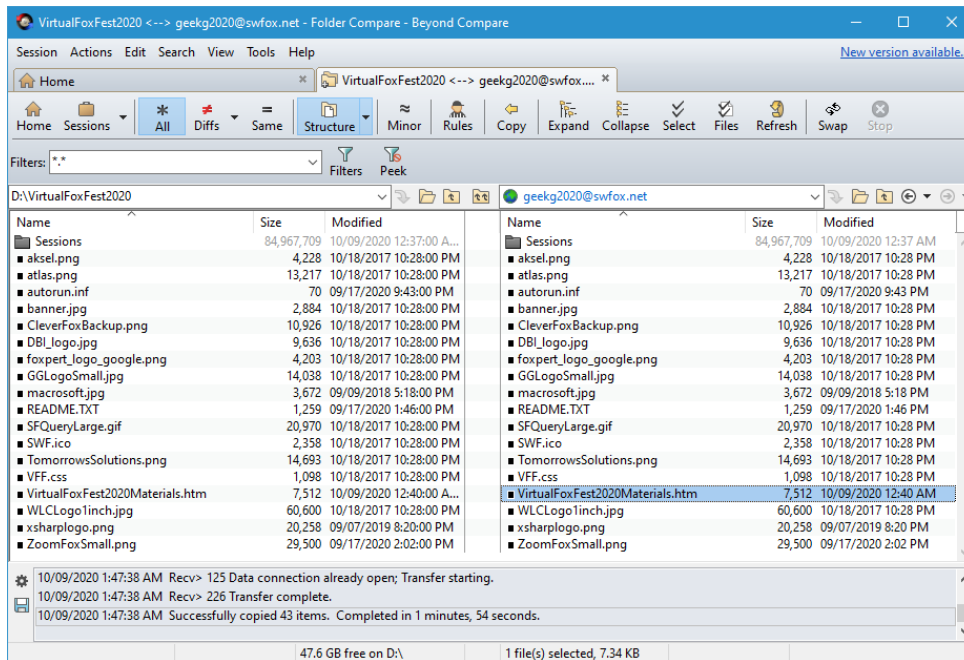 VirtualFoxFest2020 <--> geekg2020@swfox.net - Folder Compare - Beyond Compare
Session Actions Edit Search View Tools Help New version available.
Home VirtualFoxFest2020 <--> geekg2020@swfox....
Home Sessions All Diffs Same Structure Minor Rules Copy Expand Collapse Select Files Refresh Swap Stop
Filters: *.* Filters Peek
D:\VirtualFoxFest2020 geekg2020@swfox.net
Name Size Modified Name Size Modified
Sessions 84,967,709 10/09/2020 12:37:00 A... Sessions 84,967,709 10/09/2020 12:37 AM
aksel.png 4,228 10/18/2017 10:28:00 PM aksel.png 4,228 10/18/2017 10:28 PM
atlas.png 13,217 10/18/2017 10:28:00 PM atlas.png 13,217 10/18/2017 10:28 PM
autorun.inf 70 09/17/2020 9:43:00 PM autorun.inf 70 09/17/2020 9:43 PM
banner.jpg 2,884 10/18/2017 10:28:00 PM banner.jpg 2,884 10/18/2017 10:28 PM
CleverFoxBackup.png 10,926 10/18/2017 10:28:00 PM CleverFoxBackup.png 10,926 10/18/2017 10:28 PM
DBI_logo.jpg 9,636 10/18/2017 10:28:00 PM DBI_logo.jpg 9,636 10/18/2017 10:28 PM
foxpert_logo_google.png 4,203 10/18/2017 10:28:00 PM foxpert_logo_google.png 4,203 10/18/2017 10:28 PM
GGLogoSmall.jpg 14,038 10/18/2017 10:28:00 PM GGLogoSmall.jpg 14,038 10/18/2017 10:28 PM
macrosoft.jpg 3,672 09/09/2018 5:18:00 PM macrosoft.jpg 3,672 09/09/2018 5:18 PM
README.TXT 1,259 09/17/2020 1:46:00 PM README.TXT 1,259 09/17/2020 1:46 PM
SFQueryLarge.gif 20,970 10/18/2017 10:28:00 PM SFQueryLarge.gif 20,970 10/18/2017 10:28 PM
SWF.ico 2,358 10/18/2017 10:28:00 PM SWF.ico 2,358 10/18/2017 10:28 PM
TomorrowsSolutions.png 14,693 10/18/2017 10:28:00 PM TomorrowsSolutions.png 14,693 10/18/2017 10:28 PM
VFF.css 1,098 10/18/2017 10:28:00 PM VFF.css 1,098 10/18/2017 10:28 PM
VirtualFoxFest2020Materials.htm 7,512 10/09/2020 12:40:00 A... VirtualFoxFest2020Materials.htm 7,512 10/09/2020 12:40 AM
WLCLogo1inch.jpg 60,600 10/18/2017 10:28:00 PM WLCLogo1inch.jpg 60,600 10/18/2017 10:28 PM
xsharplogo.png 20,258 09/07/2019 8:20:00 PM xsharplogo.png 20,258 09/07/2019 8:20 PM
ZoomFoxSmall.png 29,500 09/17/2020 2:02:00 PM ZoomFoxSmall.png 29,500 09/17/2020 2:02 PM
10/09/2020 1:47:38 AM Recv> 125 Data connection already open; Transfer starting.
10/09/2020 1:47:38 AM Recv> 226 Transfer complete.
10/09/2020 1:47:38 AM Successfully copied 43 items. Completed in 1 minutes, 54 seconds.
47.6 GB free on D:\ 1 file(s) selected, 7.34 KB